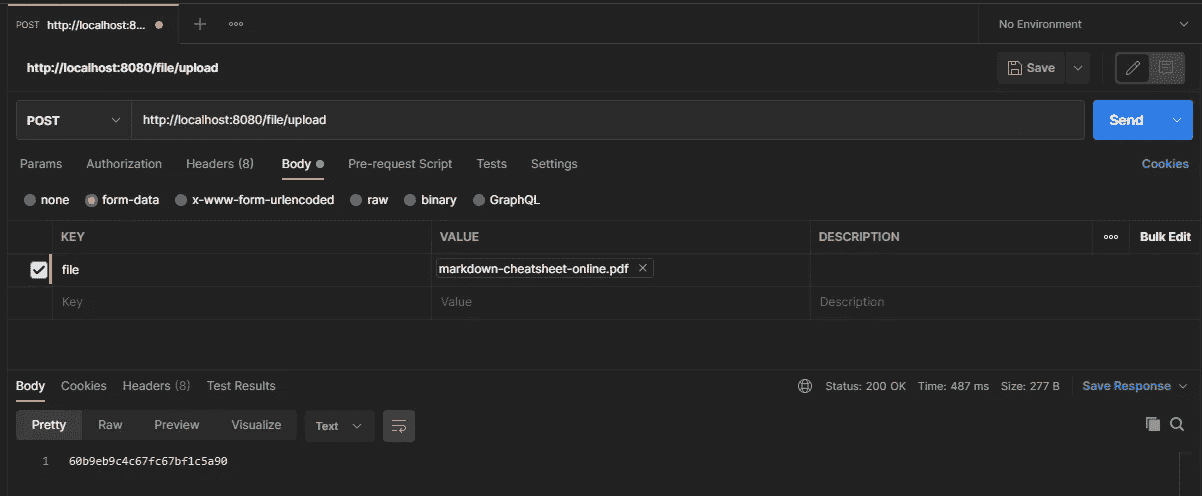 POST http://localhost:8... No Environment
http://localhost:8080/file/upload Save
POST http://localhost:8080/file/upload Send
Params Authorization Headers (8) Body Pre-request Script Tests Settings Cookies
none form-data x-www-form-urlencoded raw binary GraphQL
KEY VALUE DESCRIPTION Bulk Edit
file markdown-cheatsheet-online.pdf
Key Value Description
Body Cookies Headers (8) Test Results Status: 200 OK Time: 487 ms Size: 277 B Save Response
Pretty Raw Preview Visualize Text
1 60b9eb9c4c67fc67bf1c5a90